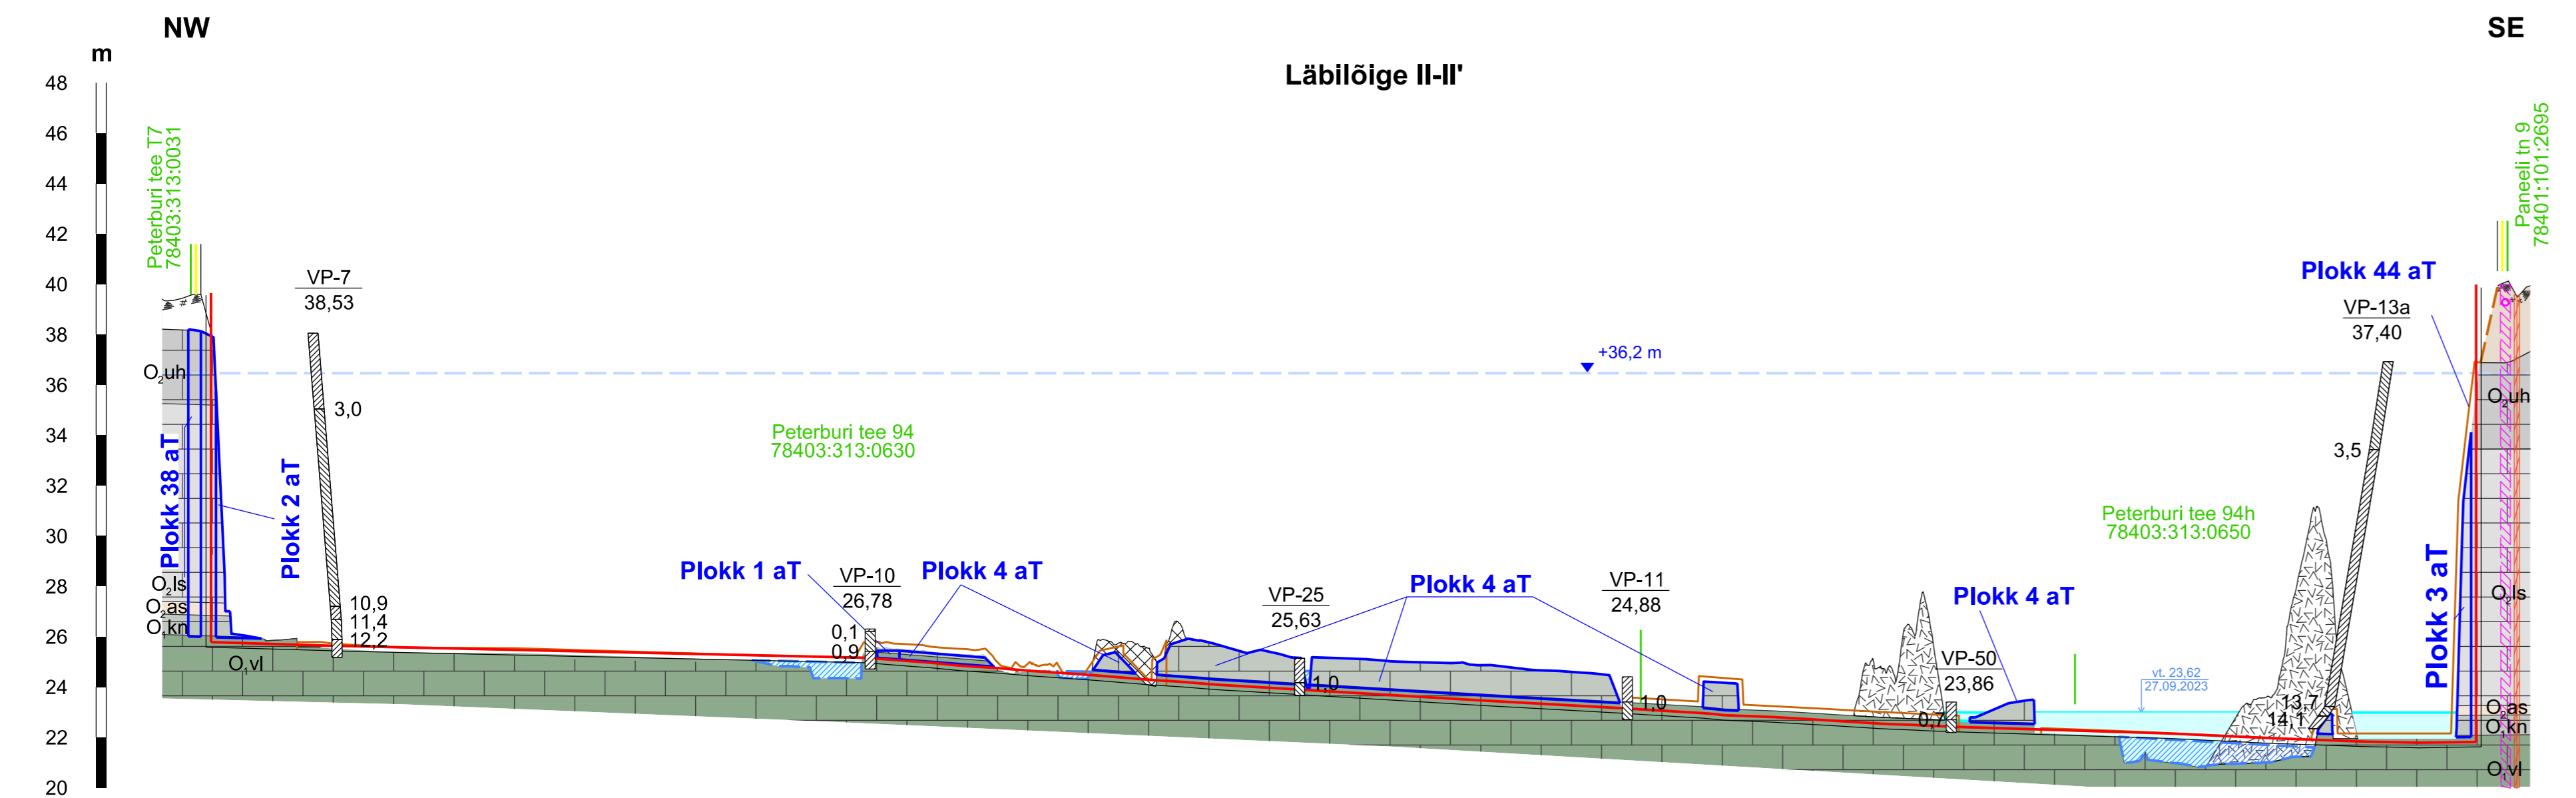 NW
SE
m
Läbilõige II-II'
48
46
44
42
40
38
36
34
32
30
28
26
24
22
20
Peterburi tee T7
78403:313:0031
Paneeli tn 9
78401:101:2695
VP-7
38,53
3,0
10,9
11,4
12,2
O₂uh
O₂ls
O₂as
O₁kn
O₁vl
Plokk 38 aT
Plokk 2 aT
+36,2 m
Peterburi tee 94
78403:313:0630
Plokk 1 aT
VP-10
26,78
0,1
0,9
Plokk 4 aT
VP-25
25,63
1,0
Plokk 4 aT
VP-11
24,88
1,0
Peterburi tee 94h
78403:313:0650
Plokk 4 aT
VP-50
23,86
0,7
vt. 23,62
27.09.2023
Plokk 44 aT
VP-13a
37,40
3,5
13,7
14,1
Plokk 3 aT
O₂uh
O₂ls
O₂as
O₁kn
O₁vl